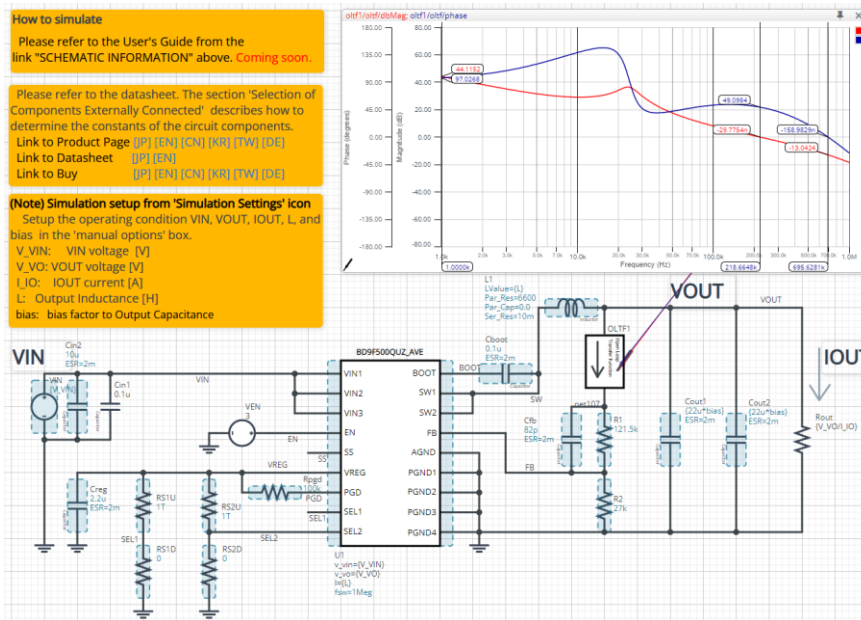 How to simulate
Please refer to the User's Guide from the
link "SCHEMATIC INFORMATION" above. Coming soon.
Please refer to the datasheet. The section 'Selection of
Components Externally Connected' describes how to
determine the constants of the circuit components.
Link to Product Page [JP] [EN] [CN] [KR] [TW] [DE]
Link to Datasheet [JP] [EN]
Link to Buy [JP] [EN] [CN] [KR] [TW] [DE]
(Note) Simulation setup from 'Simulation Settings' icon
Setup the operating condition VIN, VOUT, IOUT, L, and
bias in the 'manual options' box.
V_VIN: VIN voltage [V]
V_VO: VOUT voltage [V]
I_IO: IOUT current [A]
L: Output Inductance [H]
bias: bias factor to Output Capacitance
oltf1/oltf/dbMag; oltf1/oltf/phase
180.00
135.00
90.00
45.00
0.00
-45.00
-90.00
-135.00
-180.00
Phase (degrees)
80.00
60.00
40.00
20.00
0.00
-20.00
-40.00
-60.00
-80.00
Magnitude (dB)
44.1152
97.0268
49.0984
-29.7754n
-158.9829n
-13.0424
1.0k
2.0k
10.0k
20.0k
100.0k
1.0M
Frequency (Hz)
1.0000k
218.6648k
695.6281k
VIN
Cin2
10u
ESR=2m
VIN
{V_VIN}
Cin1
0.1u
VIN
VEN
3
EN
SS
VREG
Rpgd
100k
PGD
SEL1
SEL2
Creg
2.2u
ESR=2m
RS1U
1T
RS2U
1T
SEL1
RS1D
0
RS2D
0
BD9F500QUZ_AVE
VIN1
VIN2
VIN3
EN
SS
VREG
PGD
SEL1
SEL2
BOOT
SW1
SW2
FB
AGND
PGND1
PGND2
PGND3
PGND4
U1
v_vin={V_VIN}
v_vo={V_VO}
l={L}
fsw=1Meg
L1
LValue={L}
Par_Res=6600
Par_Cap=0.0
Ser_Res=10m
Cboot
0.1u
ESR=2m
BOOT
SW
OLTF1
Open Loop
Transfer Function
net107
Cfb
82p
ESR=2m
R1
121.5k
FB
R2
27k
VOUT
VOUT
Cout1
{22u*bias}
ESR=2m
Cout2
{22u*bias}
ESR=2m
IOUT
Rout
{V_VO/I_IO}